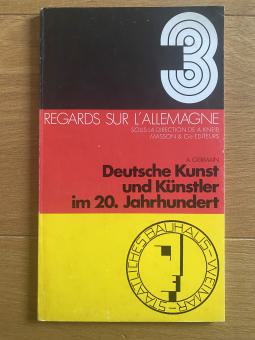 3
REGARDS SUR L'ALLEMAGNE
SOUS LA DIRECTION DE A. KNEIB
MASSON & Cie EDITEURS
A. GERMAIN
Deutsche Kunst
und Künstler
im 20. Jahrhundert
STAATLICHES BAUHAUS WEIMAR